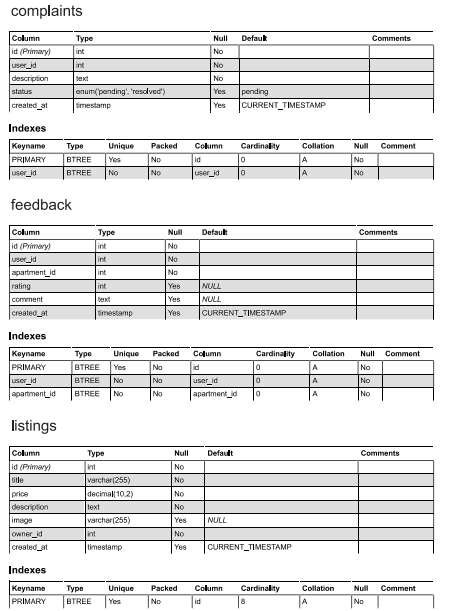 complaints
Column Type Null Default Comments
id (Primary) int No
user_id int No
description text No
status enum('pending', 'resolved') Yes pending
created_at timestamp Yes CURRENT_TIMESTAMP
Indexes
Keyname Type Unique Packed Column Cardinality Collation Null Comment
PRIMARY BTREE Yes No id 0 A No
user_id BTREE No No user_id 0 A No
feedback
Column Type Null Default Comments
id (Primary) int No
user_id int No
apartment_id int No
rating int Yes NULL
comment text Yes NULL
created_at timestamp Yes CURRENT_TIMESTAMP
Indexes
Keyname Type Unique Packed Column Cardinality Collation Null Comment
PRIMARY BTREE Yes No id 0 A No
user_id BTREE No No user_id 0 A No
apartment_id BTREE No No apartment_id 0 A No
listings
Column Type Null Default Comments
id (Primary) int No
title varchar(255) No
price decimal(10,2) No
description text No
image varchar(255) Yes NULL
owner_id int No
created_at timestamp Yes CURRENT_TIMESTAMP
Indexes
Keyname Type Unique Packed Column Cardinality Collation Null Comment
PRIMARY BTREE Yes No id 8 A No